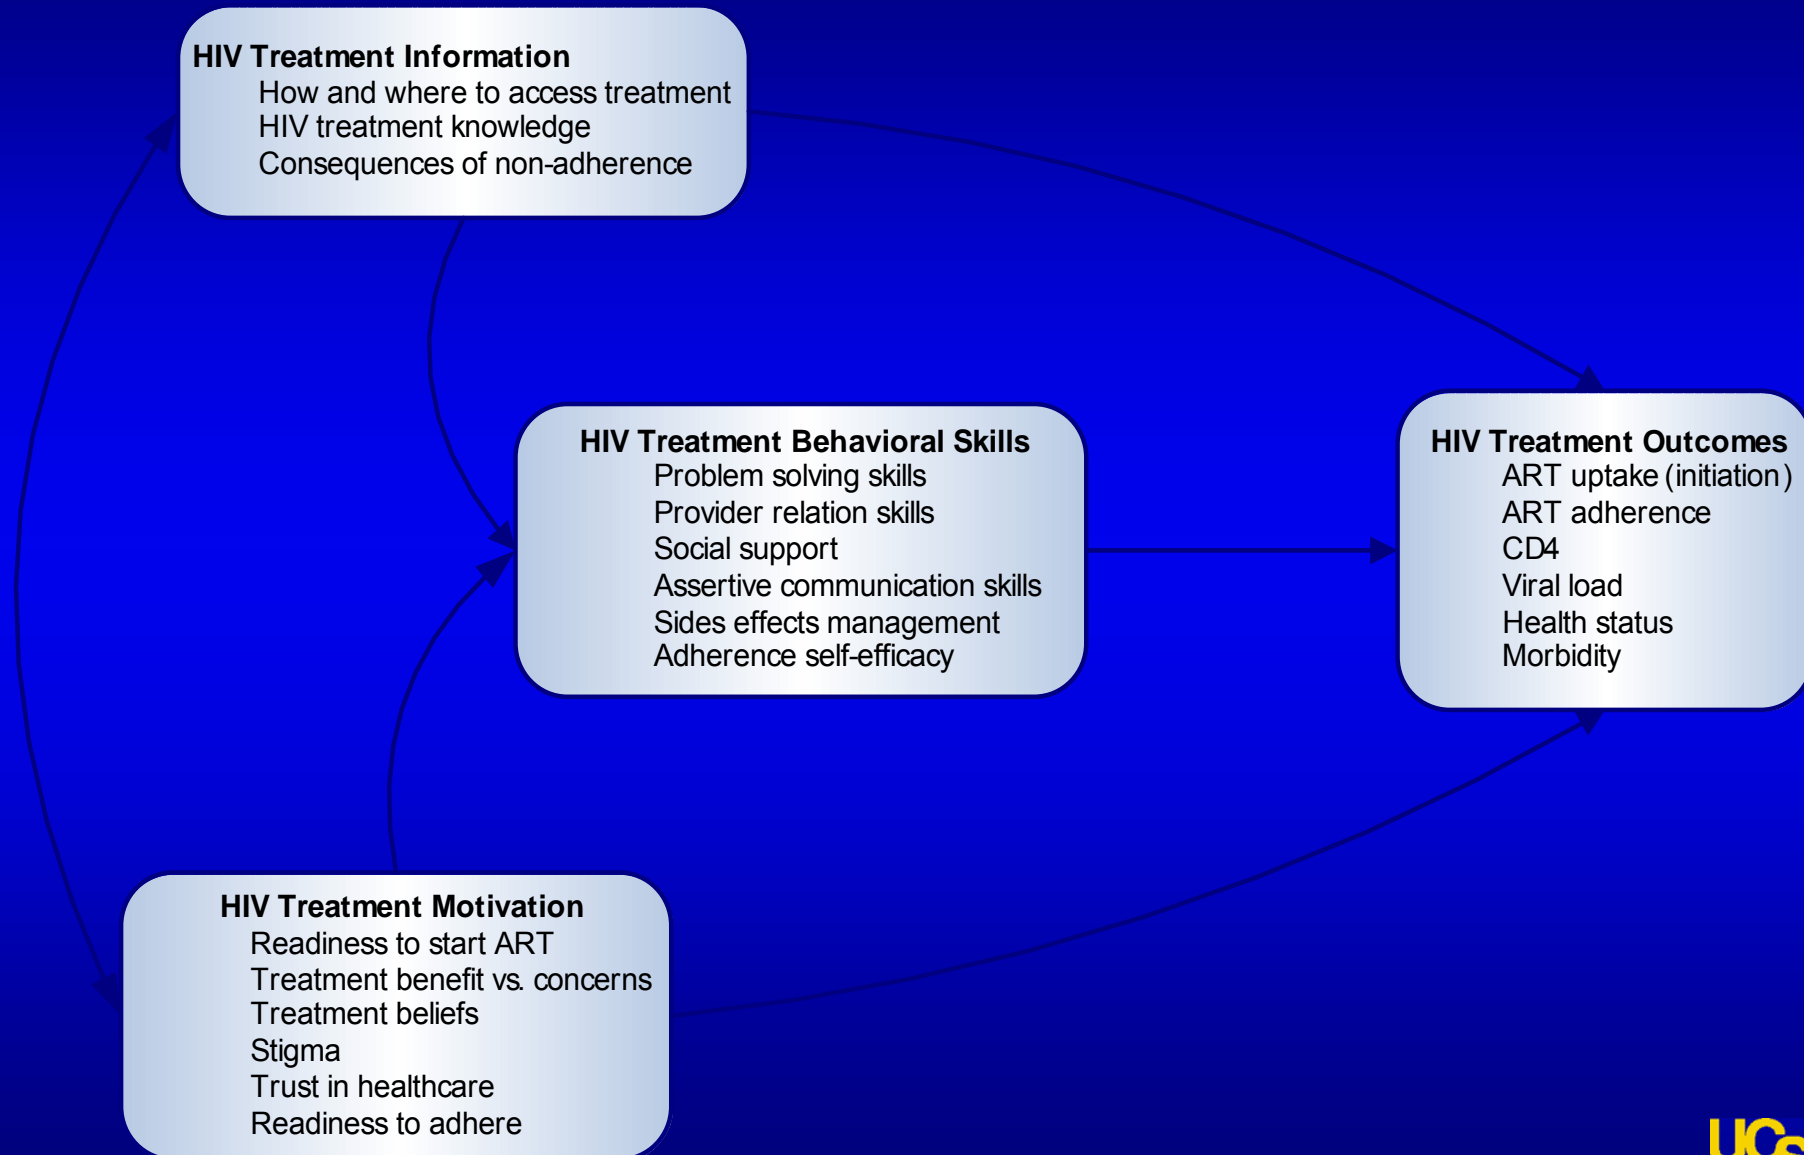 HIV Treatment Information
How and where to access treatment
HIV treatment knowledge
Consequences of non-adherence
HIV Treatment Behavioral Skills
Problem solving skills
Provider relation skills
Social support
Assertive communication skills
Sides effects management
Adherence self-efficacy
HIV Treatment Outcomes
ART uptake (initiation)
ART adherence
CD4
Viral load
Health status
Morbidity
HIV Treatment Motivation
Readiness to start ART
Treatment benefit vs. concerns
Treatment beliefs
Stigma
Trust in healthcare
Readiness to adhere